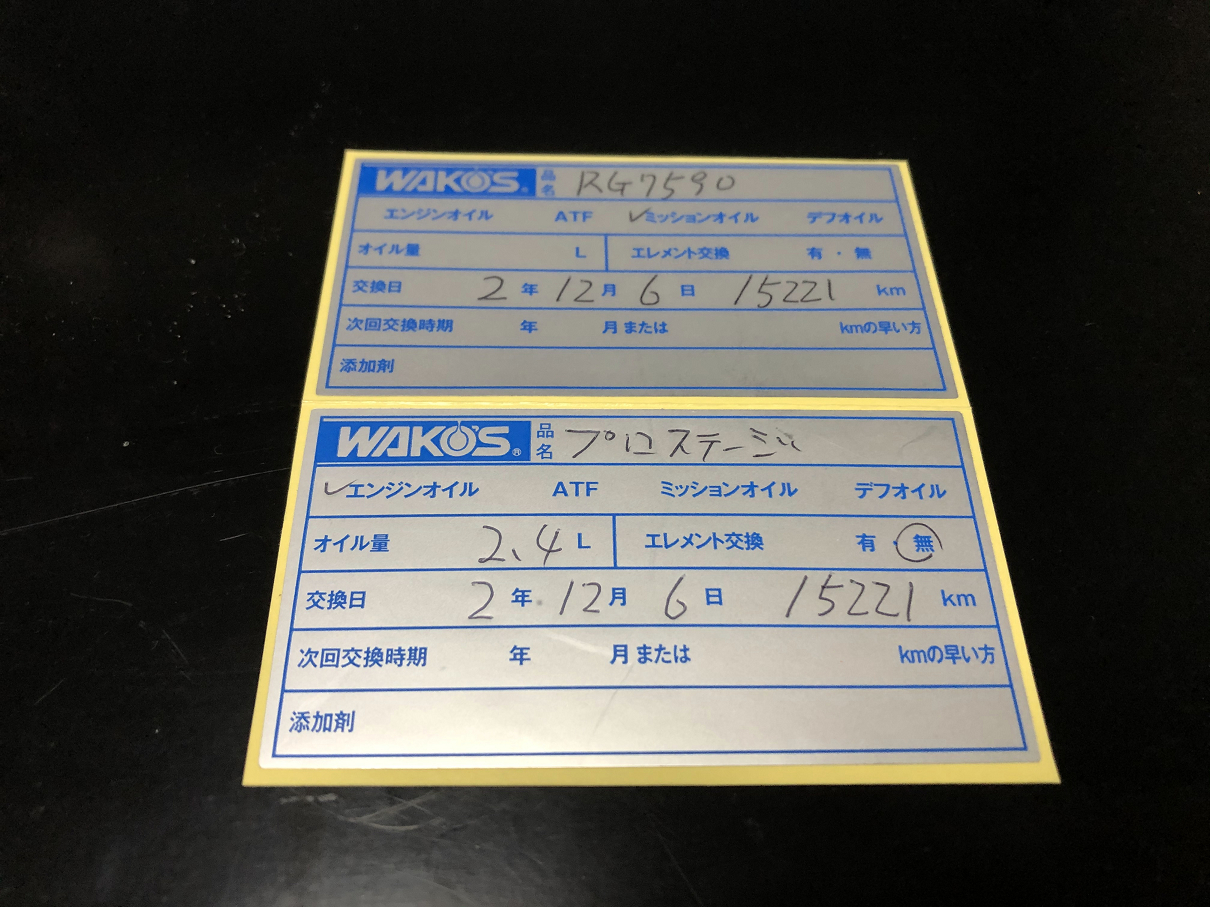 WAKO'S® 品名 RG7590
エンジンオイル ATF ✓ミッションオイル デフオイル
オイル量 L エレメント交換 有・無
交換日 2年 12月 6日 15221 km
次回交換時期 年 月または kmの早い方
添加剤
WAKO'S® 品名 プロステージ
✓エンジンオイル ATF ミッションオイル デフオイル
オイル量 2.4 L エレメント交換 有・無
交換日 2年 12月 6日 15221 km
次回交換時期 年 月または kmの早い方
添加剤